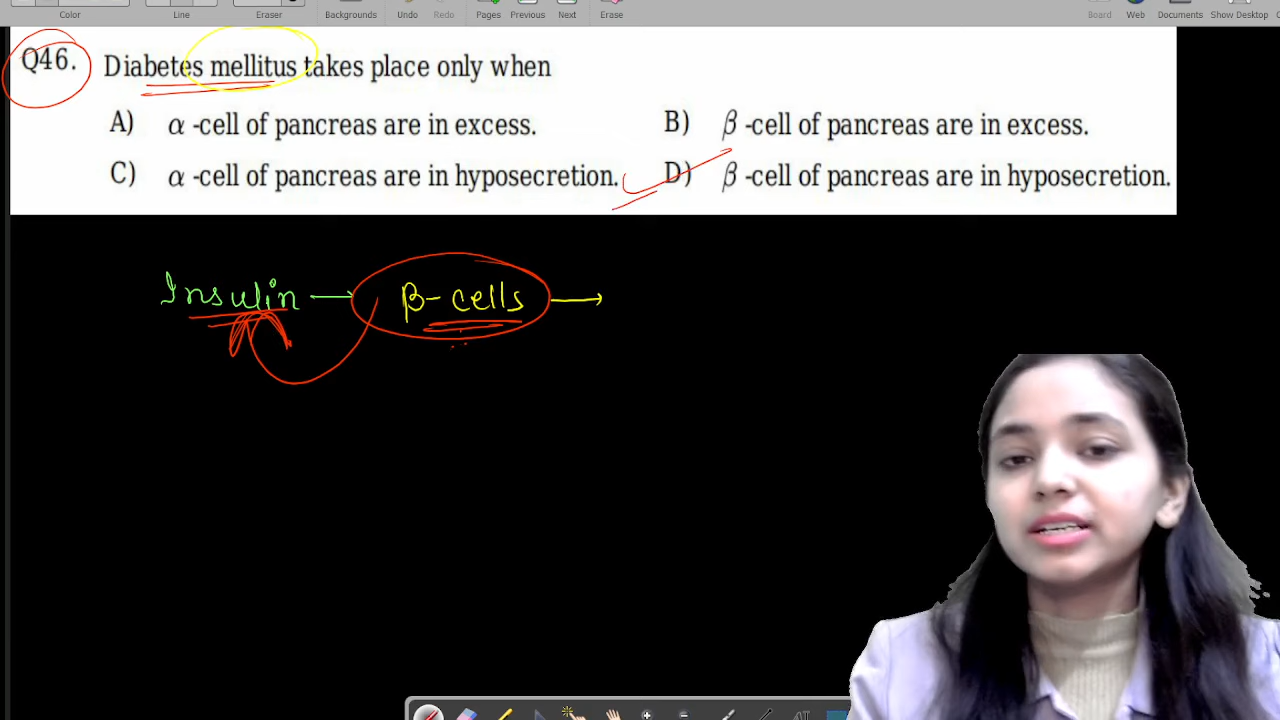 Color Line Eraser Backgrounds Undo Redo Pages Previous Next Erase Board Web Documents Show Desktop
Q46. Diabetes mellitus takes place only when
A) α -cell of pancreas are in excess. B) β -cell of pancreas are in excess.
C) α -cell of pancreas are in hyposecretion. D) β -cell of pancreas are in hyposecretion.
Insulin → β-cells →